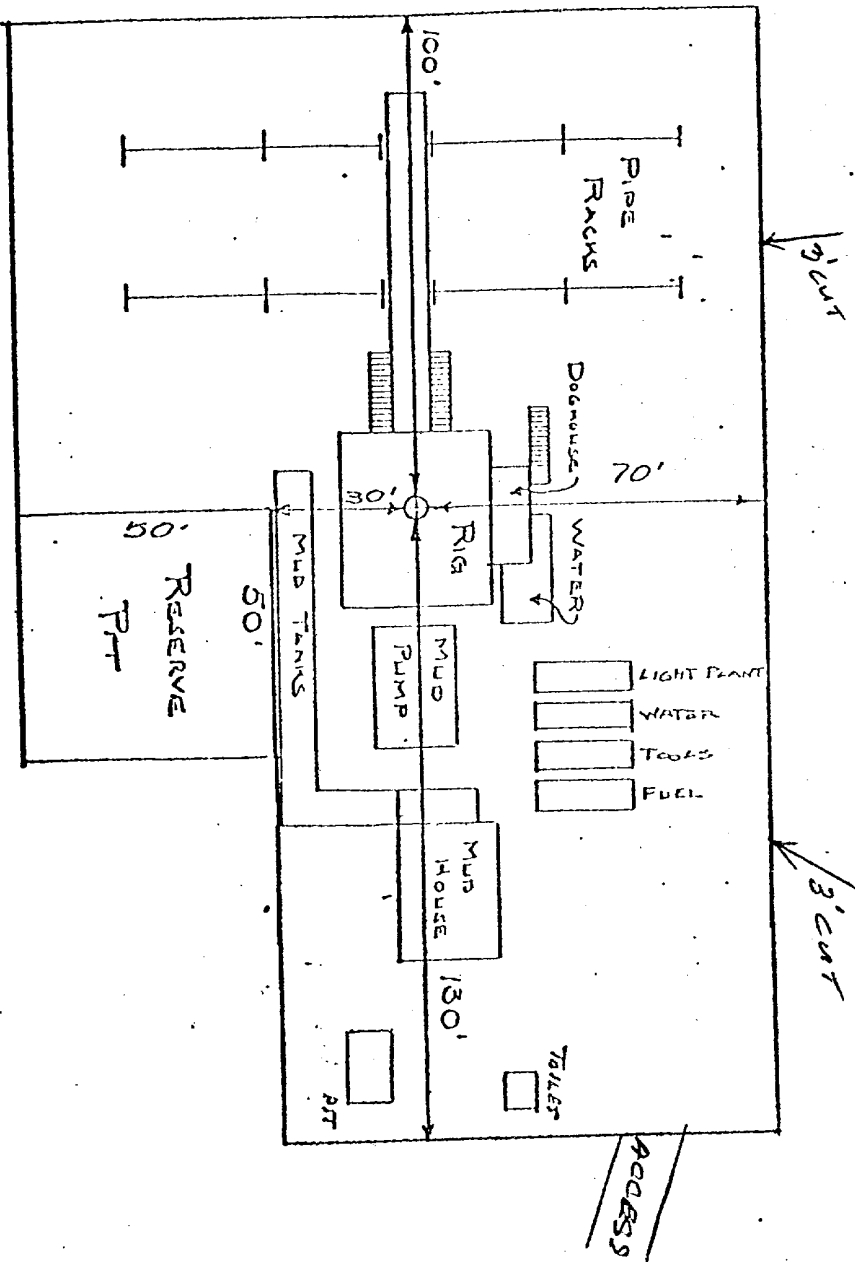 100'
PIPE
RACKS
3' CUT
DOGHOUSE
70'
WATER
30'
RIG
50'
RESERVE
PIT
50'
MUD TANKS
MUD
PUMP
LIGHT PLANT
WATER
TOOLS
FUEL
3' CUT
MUD
HOUSE
130'
PIT
TOILET
ACCESS